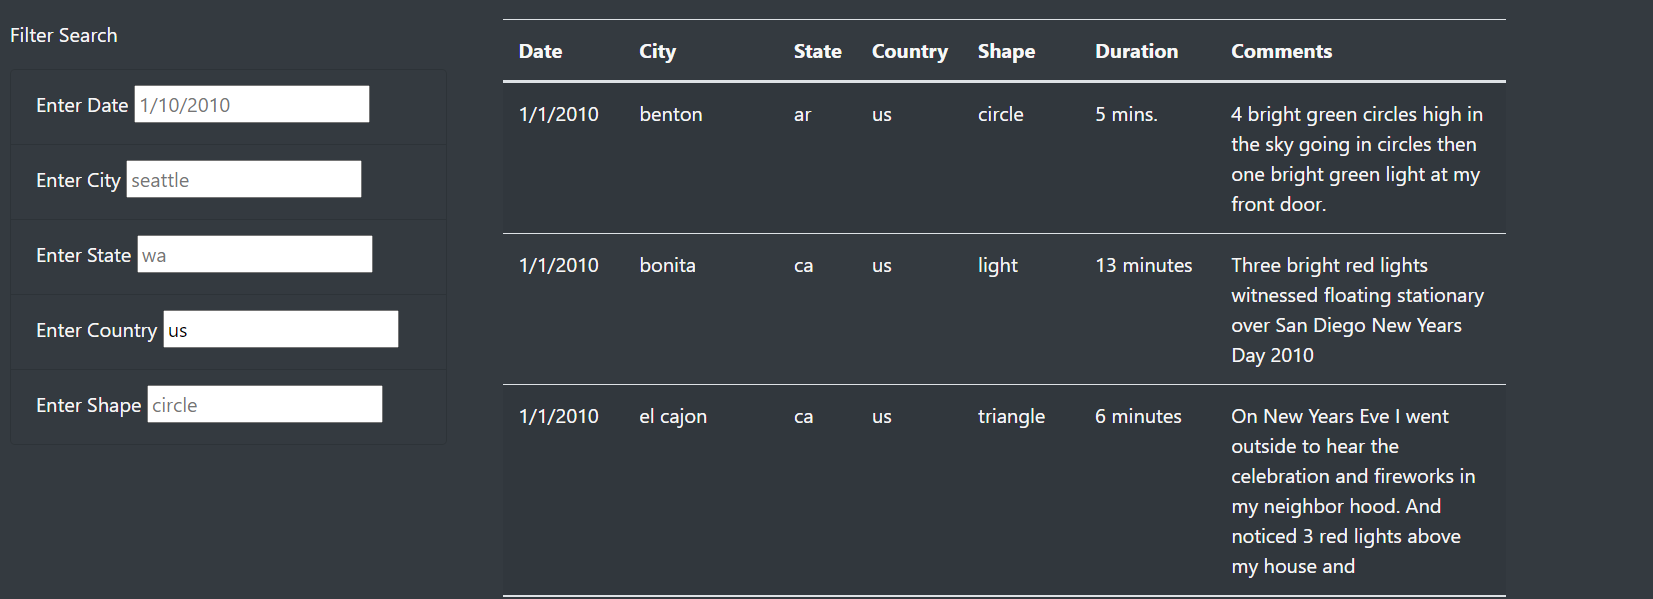 Filter Search
Enter Date 1/10/2010
Enter City seattle
Enter State wa
Enter Country us
Enter Shape circle
Date City State Country Shape Duration Comments
1/1/2010 benton ar us circle 5 mins. 4 bright green circles high in
the sky going in circles then
one bright green light at my
front door.
1/1/2010 bonita ca us light 13 minutes Three bright red lights
witnessed floating stationary
over San Diego New Years
Day 2010
1/1/2010 el cajon ca us triangle 6 minutes On New Years Eve I went
outside to hear the
celebration and fireworks in
my neighbor hood. And
noticed 3 red lights above
my house and